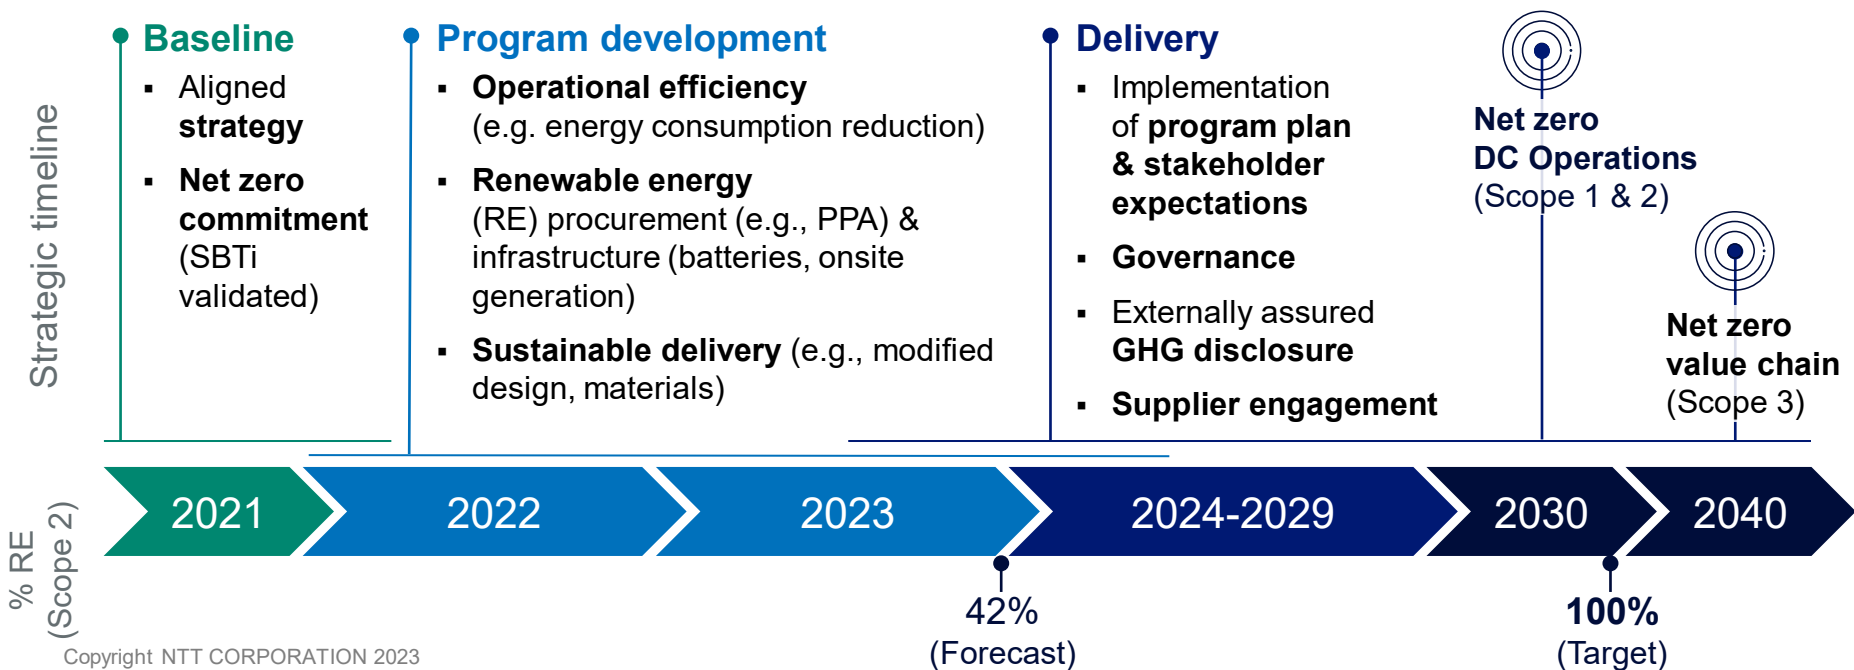 Strategic timeline
Baseline
▪ Aligned
strategy
▪ Net zero
commitment
(SBTi
validated)
Program development
▪ Operational efficiency
(e.g. energy consumption reduction)
▪ Renewable energy
(RE) procurement (e.g., PPA) &
infrastructure (batteries, onsite
generation)
▪ Sustainable delivery (e.g., modified
design, materials)
Delivery
▪ Implementation
of program plan
& stakeholder
expectations
▪ Governance
▪ Externally assured
GHG disclosure
▪ Supplier engagement
Net zero
DC Operations
(Scope 1 & 2)
Net zero
value chain
(Scope 3)
2021
2022
2023
2024-2029
2030
2040
% RE
(Scope 2)
42%
(Forecast)
100%
(Target)
Copyright NTT CORPORATION 2023